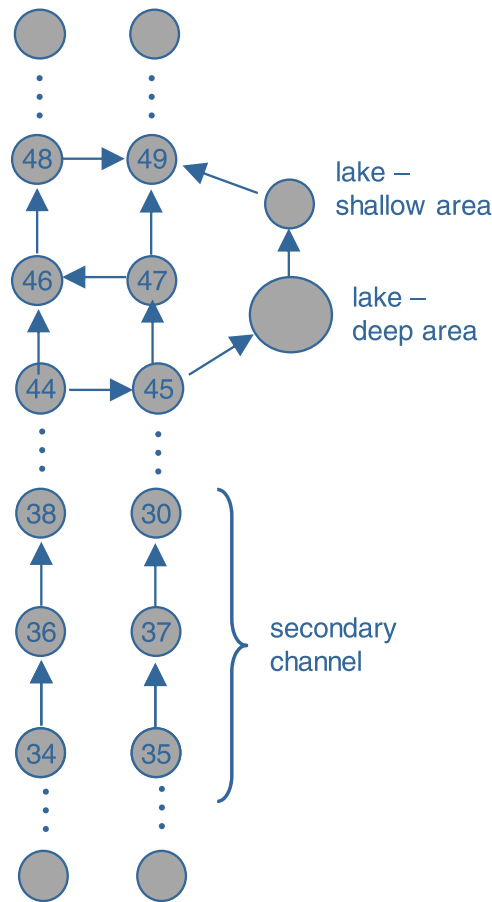 48 49
lake –
shallow area
46 47
lake –
deep area
44 45
38 30
36 37
secondary
channel
34 35